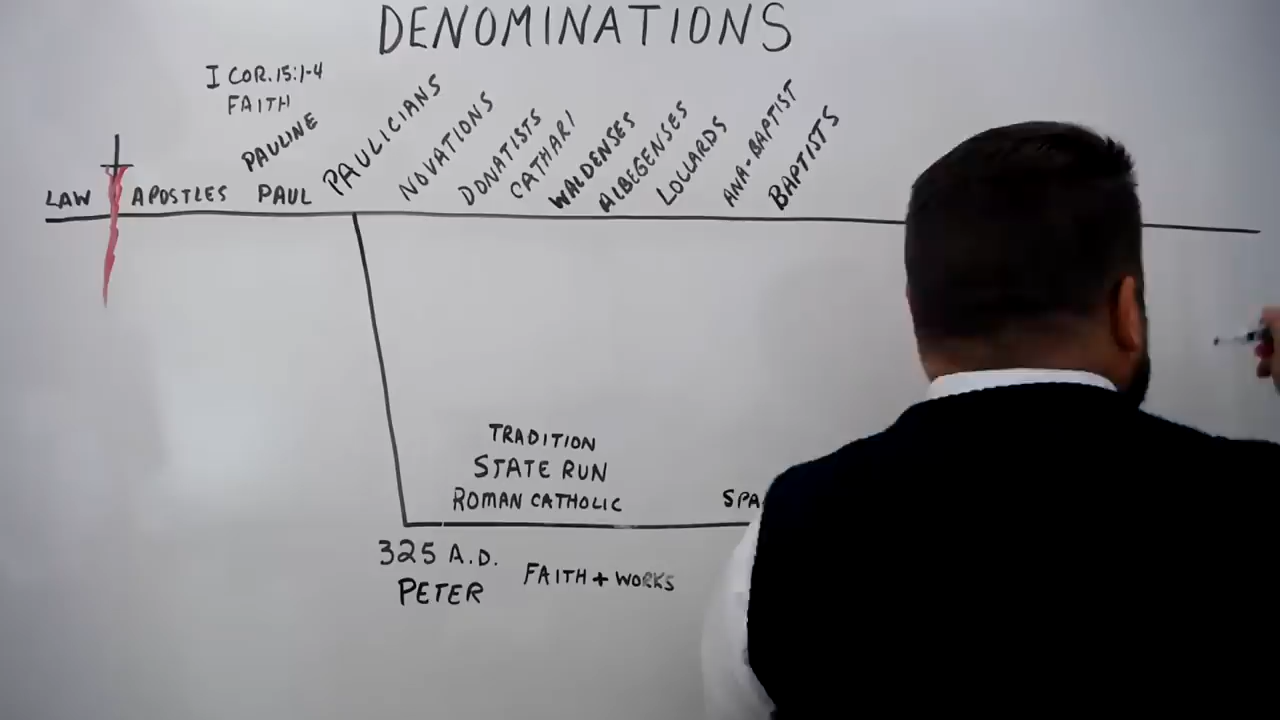 DENOMINATIONS
I COR. 15:1-4
FAITH
PAULINE
LAW
APOSTLES
PAUL
PAULICIANS
NOVATIONS
DONATISTS
CATHARI
WALDENSES
ALBEGENSES
LOLLARDS
ANA-BAPTIST
BAPTISTS
TRADITION
STATE RUN
ROMAN CATHOLIC
325 A.D.
PETER
FAITH + WORKS